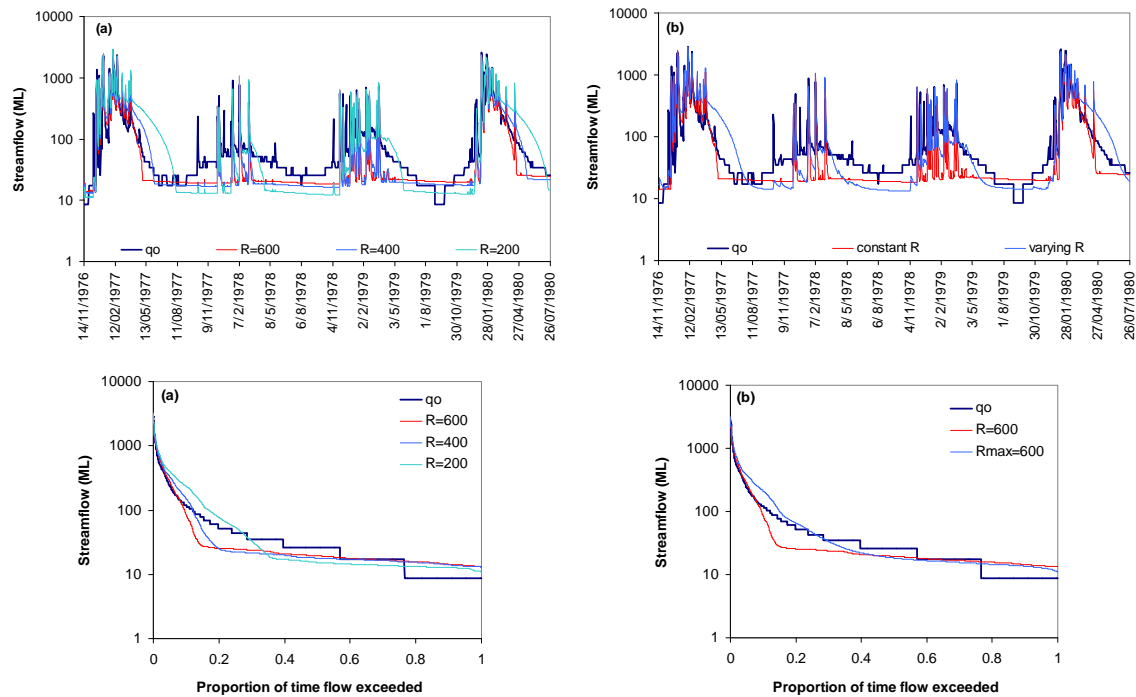 (a)
Streamflow (ML)
10000
1000
100
10
1
qo R=600 R=400 R=200
14/11/1976
12/02/1977
13/05/1977
11/08/1977
9/11/1977
7/ 2/1978
8/ 5/1978
6/ 8/1978
4/11/1978
2/2/1979
3/5/1979
1/ 8/1979
30/10/1979
28/01/1980
27/04/1980
26/07/1980
(b)
Streamflow (ML)
10000
1000
100
10
1
qo constant R varying R
14/11/1976
12/02/1977
13/05/1977
11/08/1977
9/11/1977
7/ 2/1978
8/ 5/1978
6/ 8/1978
4/11/1978
2/2/1979
3/5/1979
1/ 8/1979
30/10/1979
28/01/1980
27/04/1980
26/07/1980
(a)
Streamflow (ML)
10000
1000
100
10
1
qo
R=600
R=400
R=200
0 0.2 0.4 0.6 0.8 1
Proportion of time flow exceeded
(b)
Streamflow (ML)
10000
1000
100
10
1
qo
R=600
Rmax=600
0 0.2 0.4 0.6 0.8 1
Proportion of time flow exceeded